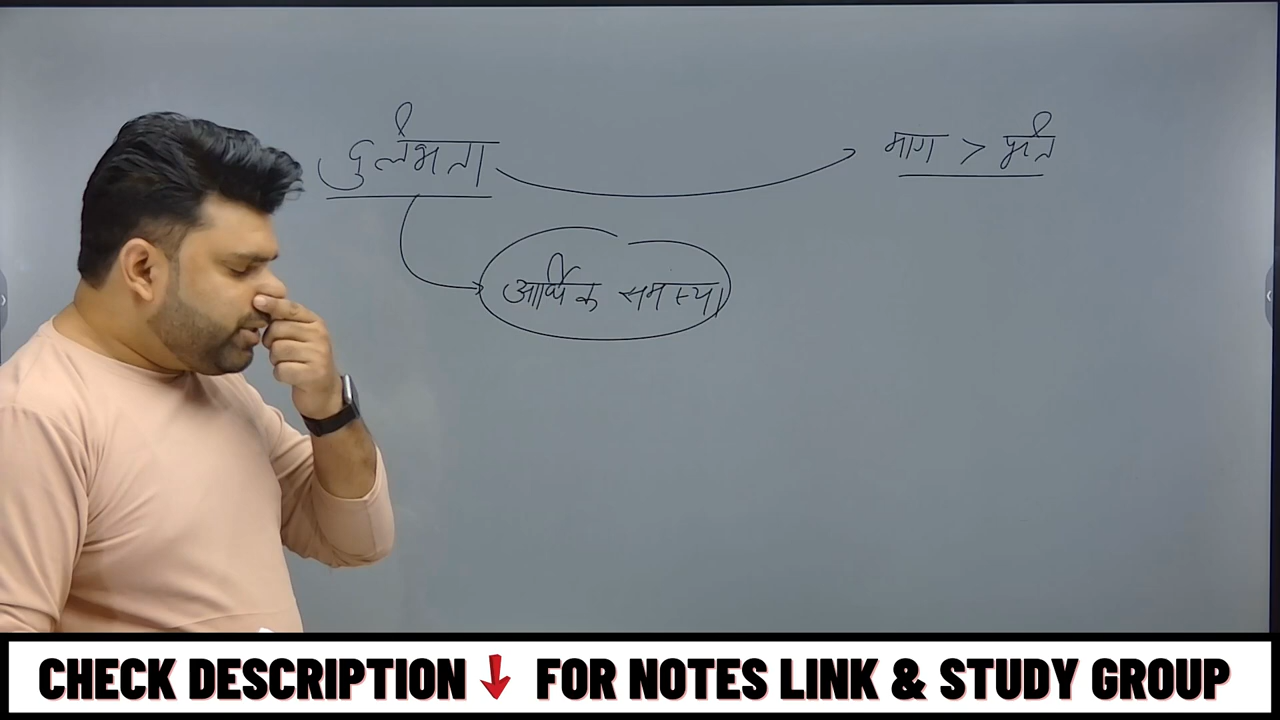 दुर्लभता
माग > पूर्ति
आर्थिक समस्या
CHECK DESCRIPTION FOR NOTES LINK & STUDY GROUP